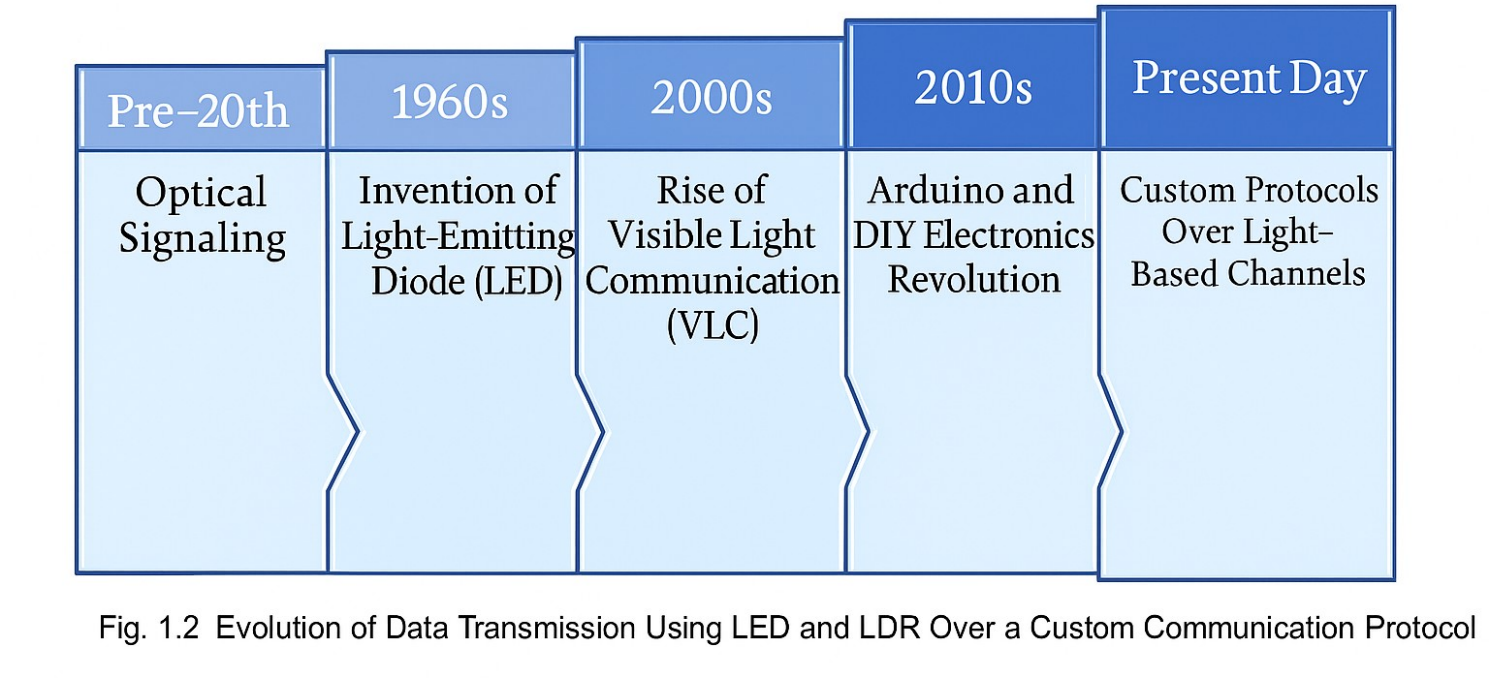 Pre–20th
1960s
2000s
2010s
Present Day
Optical
Signaling
Invention of
Light-Emitting
Diode (LED)
Rise of
Visible Light
Communication
(VLC)
Arduino and
DIY Electronics
Revolution
Custom Protocols
Over Light–
Based Channels
Fig. 1.2 Evolution of Data Transmission Using LED and LDR Over a Custom Communication Protocol